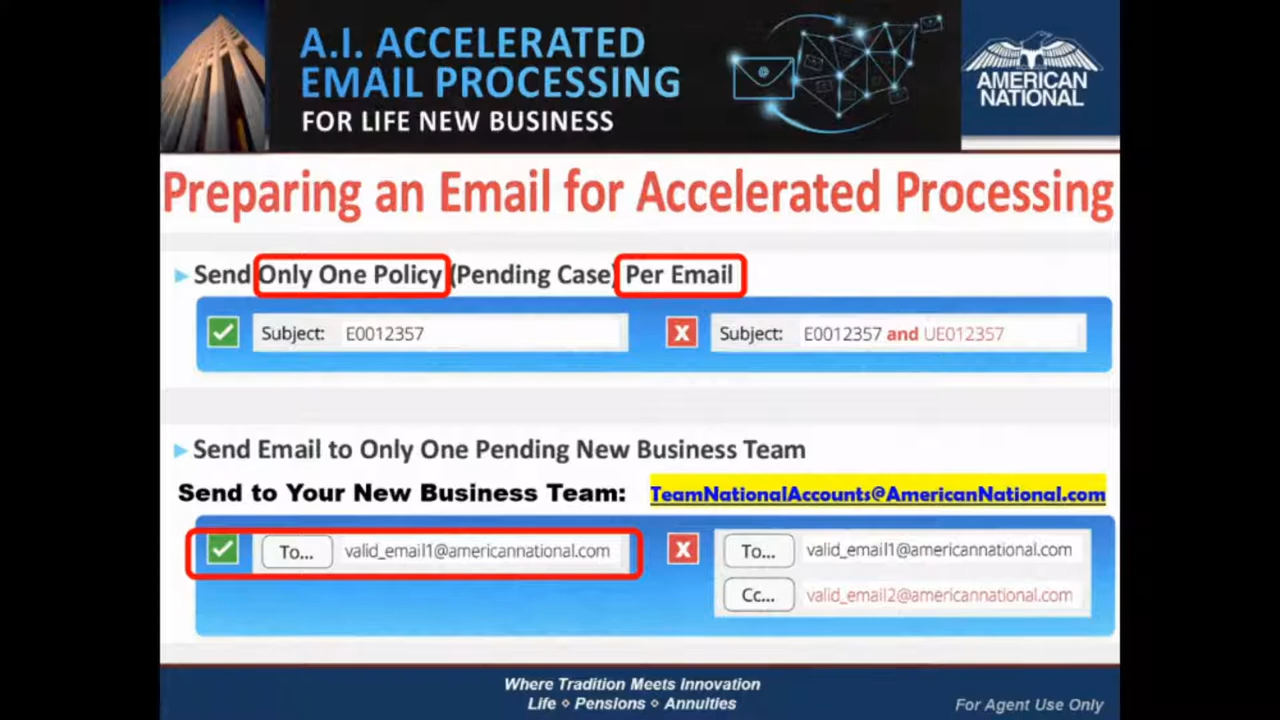 A.I. ACCELERATED
EMAIL PROCESSING
FOR LIFE NEW BUSINESS
AMERICAN
NATIONAL
Preparing an Email for Accelerated Processing
Send Only One Policy (Pending Case) Per Email
Subject: E0012357
X Subject: E0012357 and UE012357
Send Email to Only One Pending New Business Team
Send to Your New Business Team: TeamNationalAccounts@AmericanNational.com
To... valid_email1@americannational.com
X To... valid_email1@americannational.com
Cc... valid_email2@americannational.com
Where Tradition Meets Innovation
Life ⋄ Pensions ⋄ Annuities
For Agent Use Only